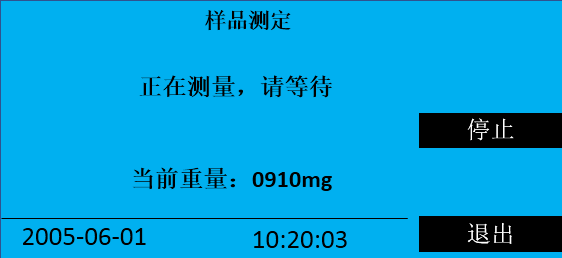 样品测定
正在测量，请等待
停止
当前重量：0910mg
退出
2005-06-01 10:20:03